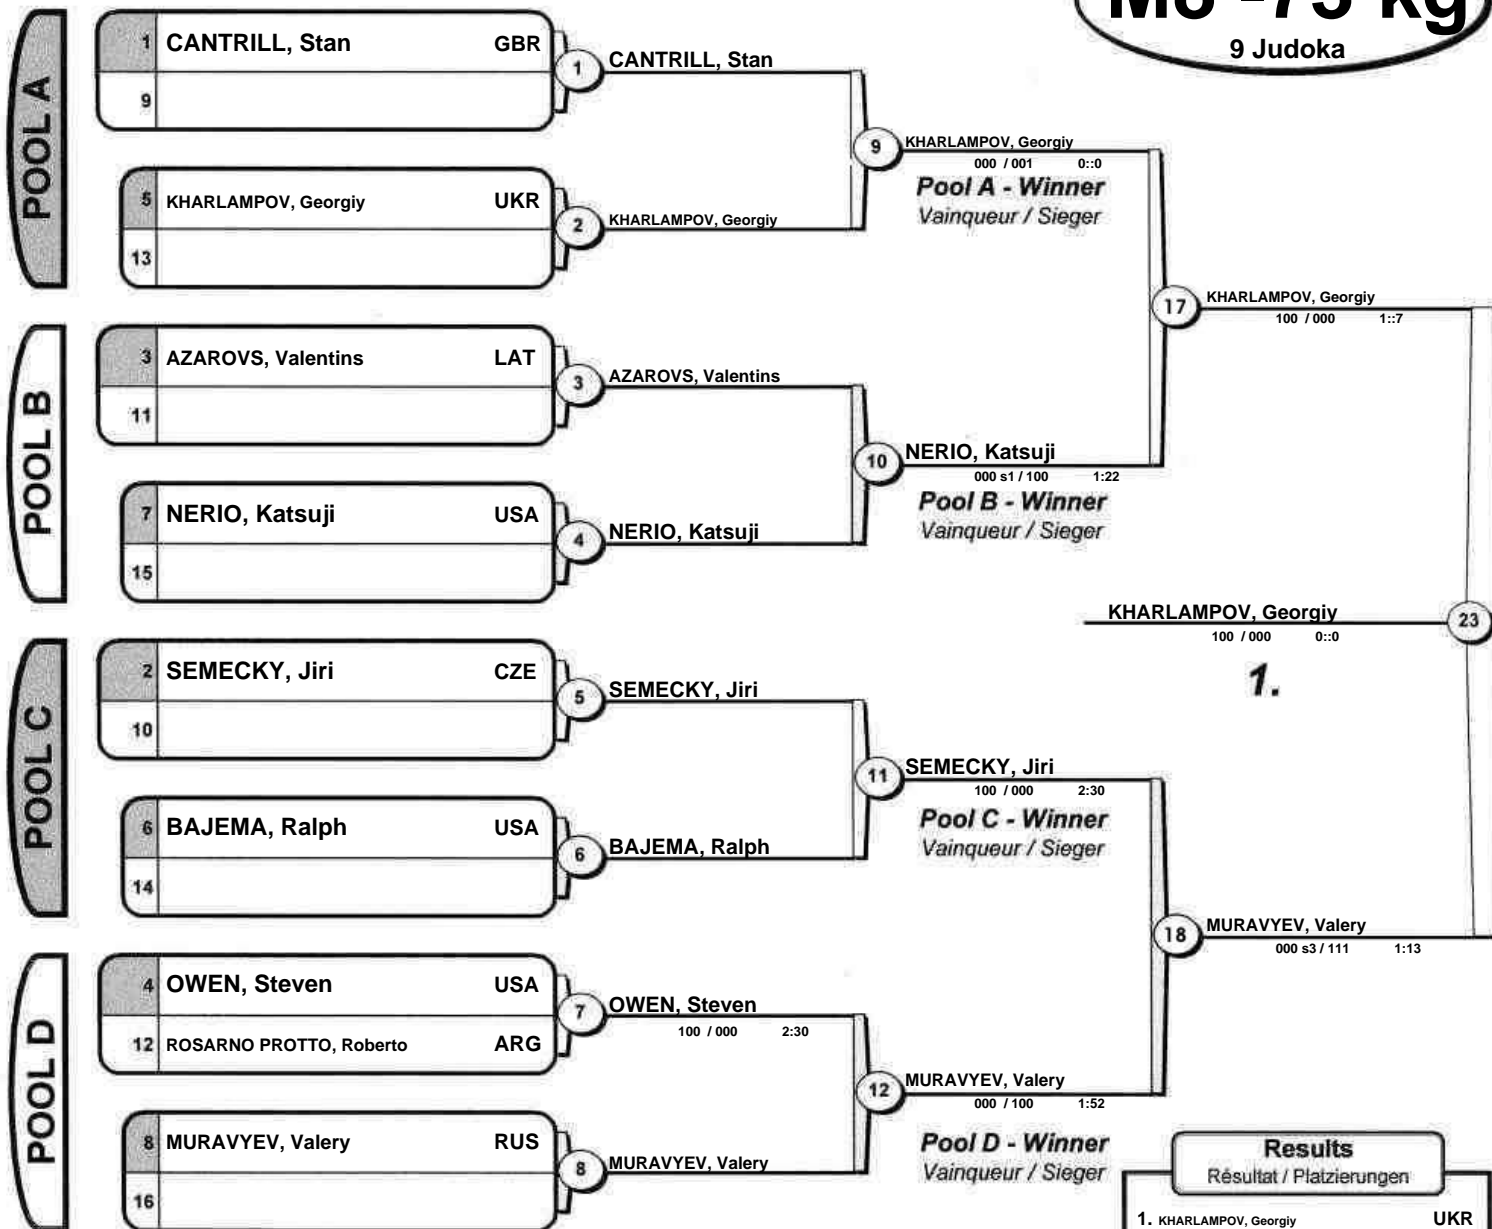 M8 -73 kg
9 Judoka
POOL A
1 CANTRILL, Stan GBR
9
5 KHARLAMPOV, Georgiy UKR
13
1 CANTRILL, Stan
2 KHARLAMPOV, Georgiy
9 KHARLAMPOV, Georgiy
000 / 001 0::0
Pool A - Winner
Vainqueur / Sieger
POOL B
3 AZAROVS, Valentins LAT
11
7 NERIO, Katsuji USA
15
3 AZAROVS, Valentins
4 NERIO, Katsuji
10 NERIO, Katsuji
000 s1 / 100 1:22
Pool B - Winner
Vainqueur / Sieger
17 KHARLAMPOV, Georgiy
100 / 000 1::7
KHARLAMPOV, Georgiy 23
100 / 000 0::0
1.
POOL C
2 SEMECKY, Jiri CZE
10
6 BAJEMA, Ralph USA
14
5 SEMECKY, Jiri
6 BAJEMA, Ralph
11 SEMECKY, Jiri
100 / 000 2:30
Pool C - Winner
Vainqueur / Sieger
POOL D
4 OWEN, Steven USA
12 ROSARNO PROTTO, Roberto ARG
8 MURAVYEV, Valery RUS
16
7 OWEN, Steven
100 / 000 2:30
8 MURAVYEV, Valery
12 MURAVYEV, Valery
000 / 100 1:52
Pool D - Winner
Vainqueur / Sieger
18 MURAVYEV, Valery
000 s3 / 111 1:13
Results
Résultat / Platzierungen
1. KHARLAMPOV, Georgiy UKR